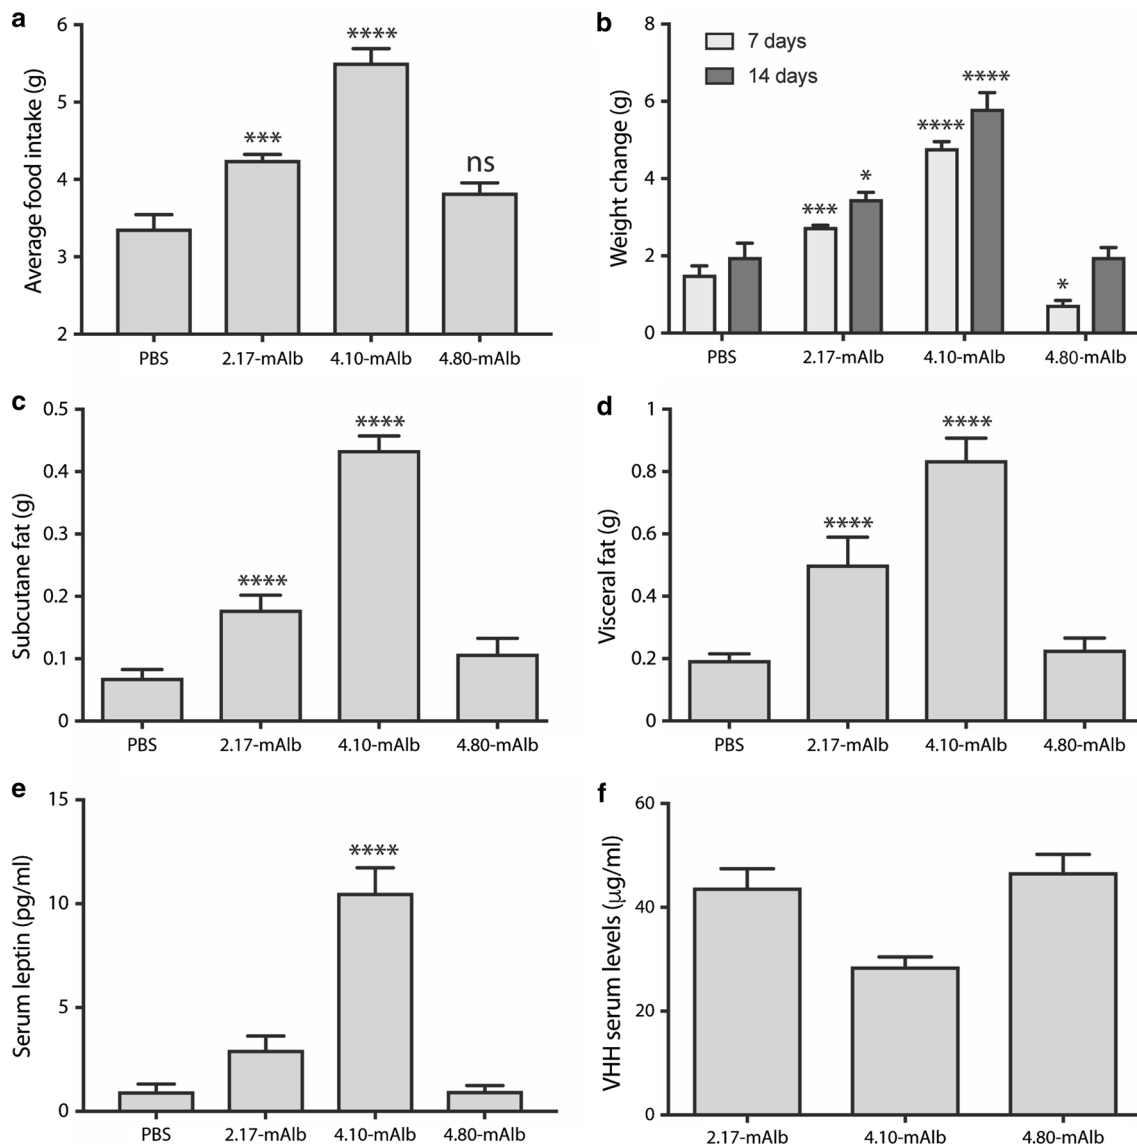 a
Average food intake (g)
6
5
4
3
2
***
****
ns
PBS 2.17-mAlb 4.10-mAlb 4.80-mAlb
b
Weight change (g)
8
6
4
2
0
7 days
14 days
***
*
****
****
*
PBS 2.17-mAlb 4.10-mAlb 4.80-mAlb
c
Subcutane fat (g)
0.5
0.4
0.3
0.2
0.1
0
****
****
PBS 2.17-mAlb 4.10-mAlb 4.80-mAlb
d
Visceral fat (g)
1
0.8
0.6
0.4
0.2
0
****
****
PBS 2.17-mAlb 4.10-mAlb 4.80-mAlb
e
Serum leptin (pg/ml)
15
10
5
0
****
PBS 2.17-mAlb 4.10-mAlb 4.80-mAlb
f
VHH serum levels (µg/ml)
60
40
20
0
2.17-mAlb 4.10-mAlb 4.80-mAlb